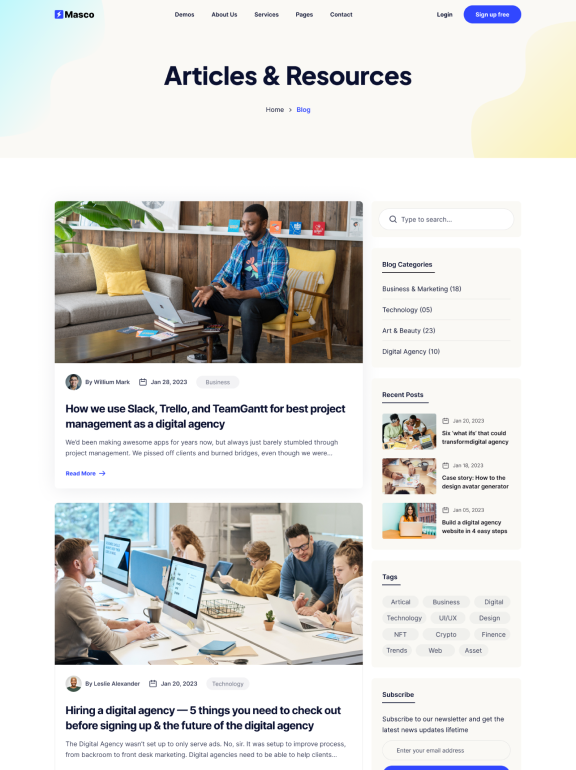 Masco
Demos About Us Services Pages Contact
Login Sign up free
Articles & Resources
Home > Blog
By William Mark Jan 28, 2023 Business
How we use Slack, Trello, and TeamGantt for best project
management as a digital agency
We'd been making awesome apps for years now, but always just barely stumbled through
project management. We pissed off clients and burned bridges, even though we were...
Read More →
By Leslie Alexander Jan 20, 2023 Technology
Hiring a digital agency — 5 things you need to check out
before signing up & the future of the digital agency
The Digital Agency wasn't set up to only serve ads. No, sir. It was setup to improve process,
from backroom to front desk marketing. Digital agencies need to be able to help clients...
Type to search...
Blog Categories
Business & Marketing (18)
Technology (05)
Art & Beauty (23)
Digital Agency (10)
Recent Posts
Jan 20, 2023
Six 'what ifs' that could
transformdigital agency
Jan 18, 2023
Case story: How to the
design avatar generator
Jan 05, 2023
Build a digital agency
website in 4 easy steps
Tags
Artical Business Digital
Technology UI/UX Design
NFT Crypto Finence
Trends Web Asset
Subscribe
Subscribe to our newsletter and get the
latest news updates lifetime
Enter your email address